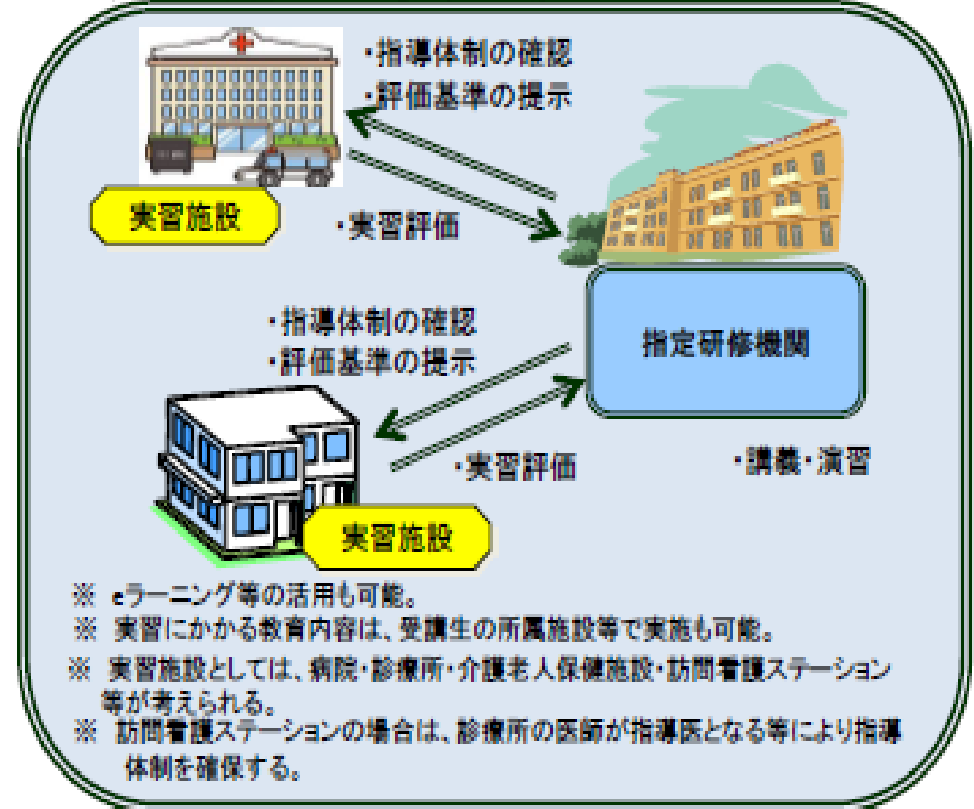 ・指導体制の確認
・評価基準の提示
実習施設
・実習評価
・指導体制の確認
・評価基準の提示
指定研修機関
・実習評価
・講義・演習
実習施設
※ eラーニング等の活用も可能。
※ 実習にかかる教育内容は、受講生の所属施設等で実施も可能。
※ 実習施設としては、病院・診療所・介護老人保健施設・訪問看護ステーション
等が考えられる。
※ 訪問看護ステーションの場合は、診療所の医師が指導医となる等により指導
体制を確保する。